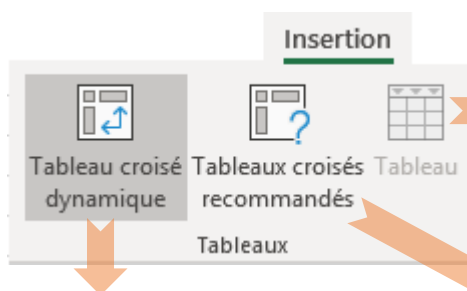 Insertion
Tableau croisé Tableaux croisés Tableau
dynamique recommandés
Tableaux